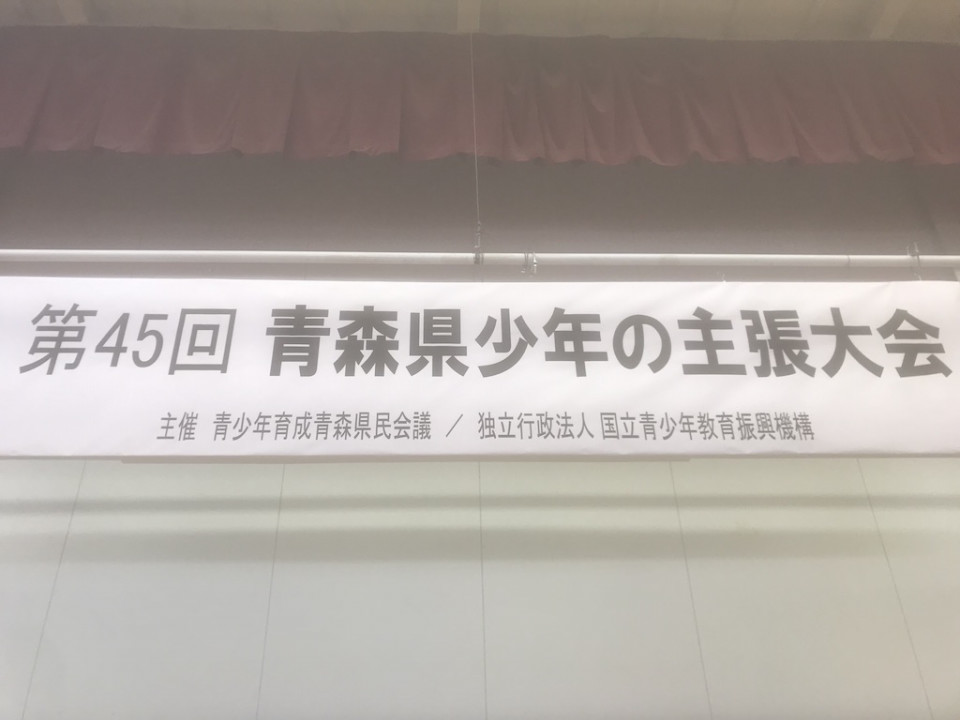 第45回 青森県少年の主張大会
主催 青少年育成青森県民会議 / 独立行政法人 国立青少年教育振興機構